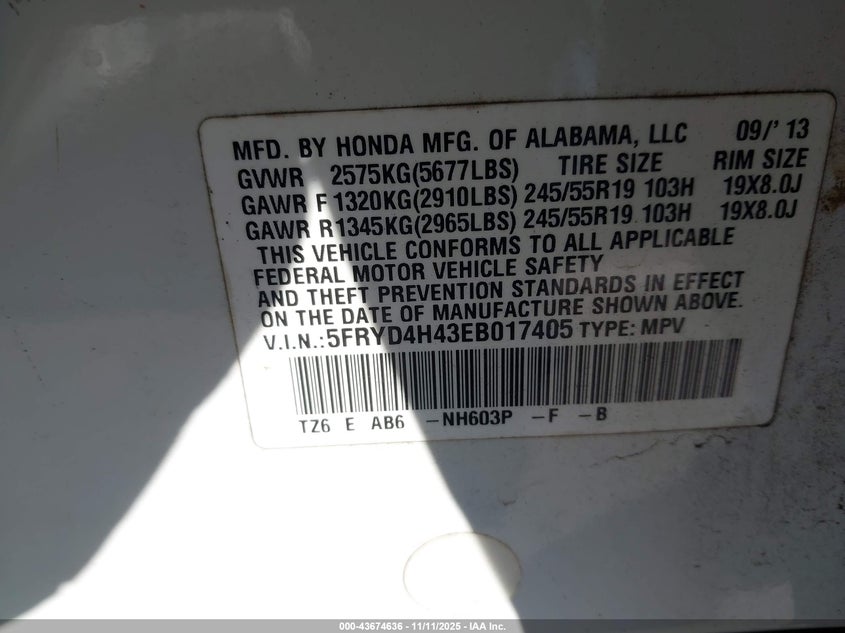 MFD. BY HONDA MFG. OF ALABAMA, LLC 09/' 13
GVWR 2575KG(5677LBS) TIRE SIZE RIM SIZE
GAWR F 1320KG(2910LBS) 245/55R19 103H 19X8.0J
GAWR R 1345KG(2965LBS) 245/55R19 103H 19X8.0J
THIS VEHICLE CONFORMS TO ALL APPLICABLE
FEDERAL MOTOR VEHICLE SAFETY
AND THEFT PREVENTION STANDARDS IN EFFECT
ON THE DATE OF MANUFACTURE SHOWN ABOVE.
V.I.N.: 5FRYD4H43EB017405 TYPE: MPV
TZ6 E AB6 -NH603P -F -B
000-43674636 - 11/11/2025 - IAA Inc.